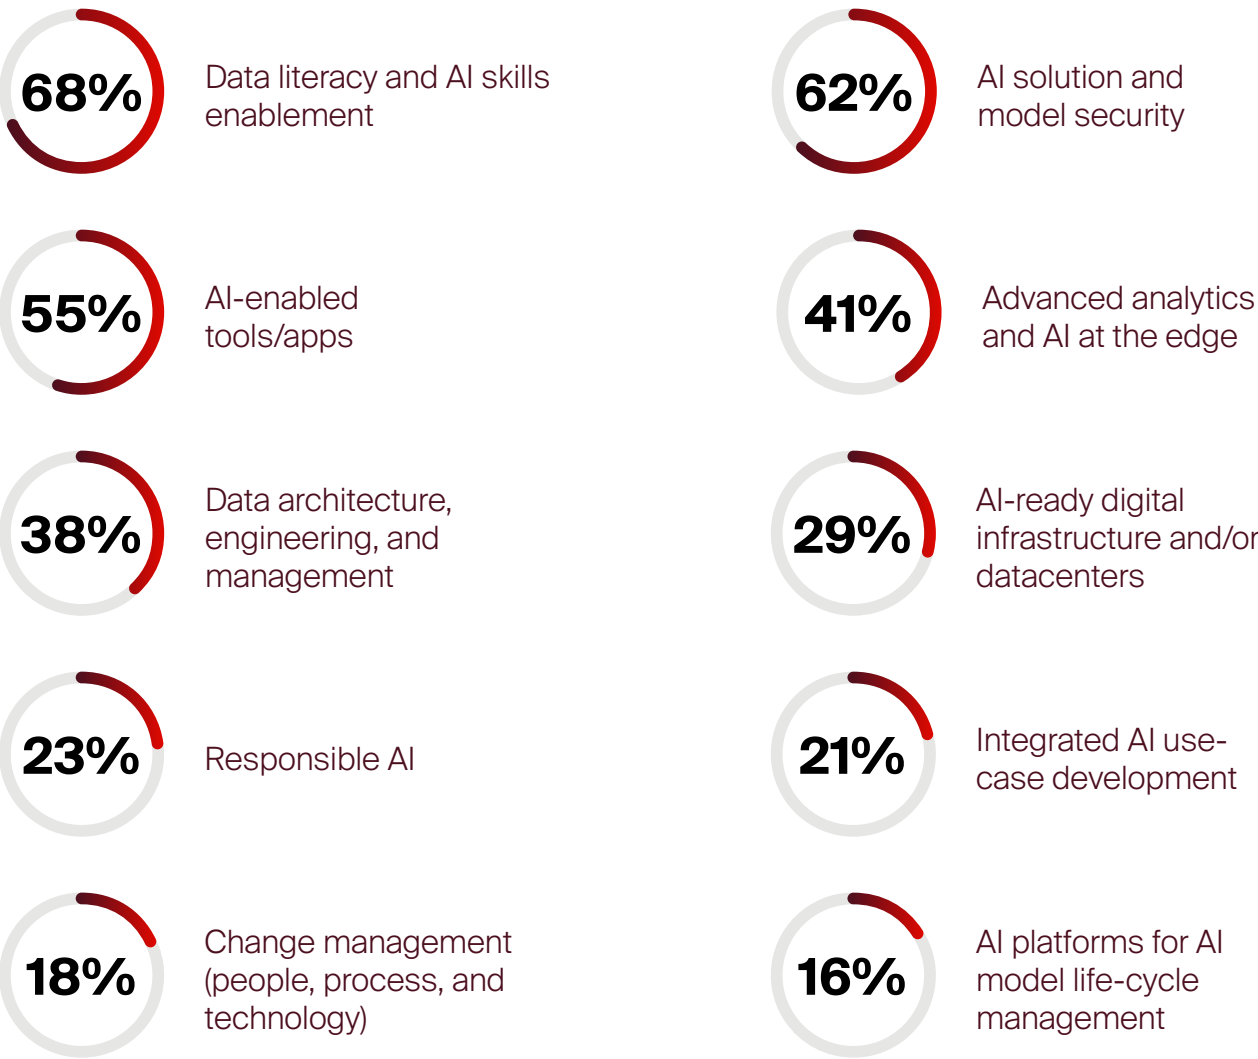 68%
Data literacy and AI skills
enablement
62%
AI solution and
model security
55%
AI-enabled
tools/apps
41%
Advanced analytics
and AI at the edge
38%
Data architecture,
engineering, and
management
29%
AI-ready digital
infrastructure and/or
datacenters
23%
Responsible AI
21%
Integrated AI use-
case development
18%
Change management
(people, process, and
technology)
16%
AI platforms for AI
model life-cycle
management